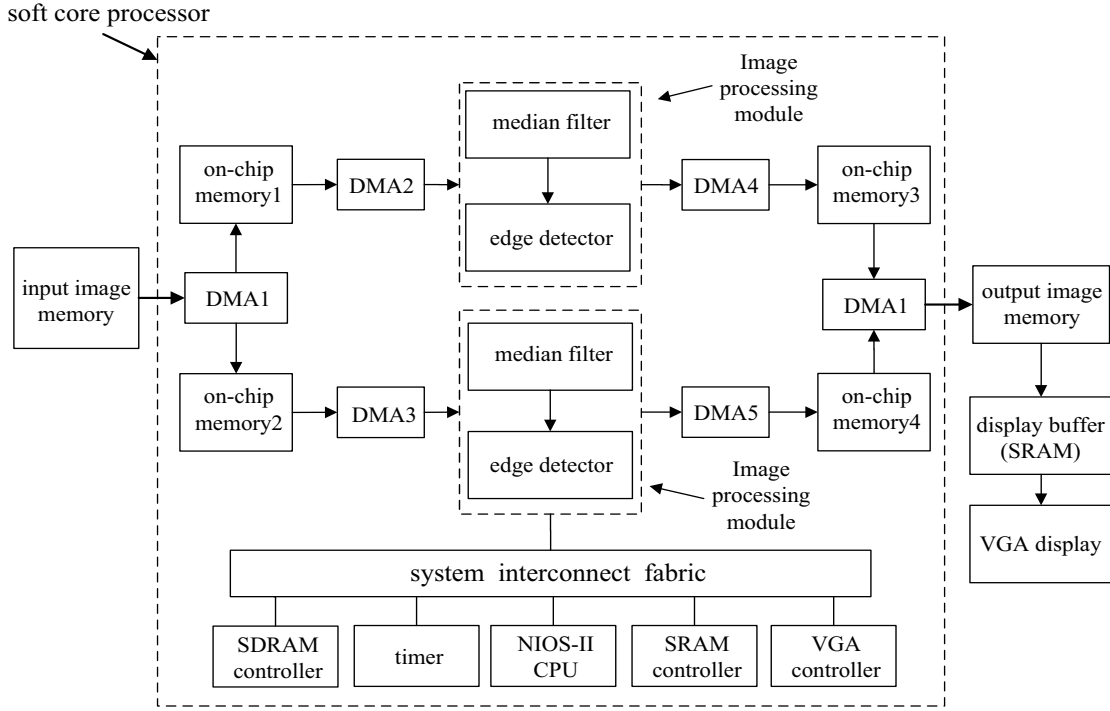 soft core processor
Image
processing
module
median filter
edge detector
on-chip
memory1
DMA2
DMA4
on-chip
memory3
input image
memory
DMA1
DMA1
output image
memory
on-chip
memory2
DMA3
median filter
edge detector
DMA5
on-chip
memory4
Image
processing
module
display buffer
(SRAM)
VGA display
system interconnect fabric
SDRAM
controller
timer
NIOS-II
CPU
SRAM
controller
VGA
controller